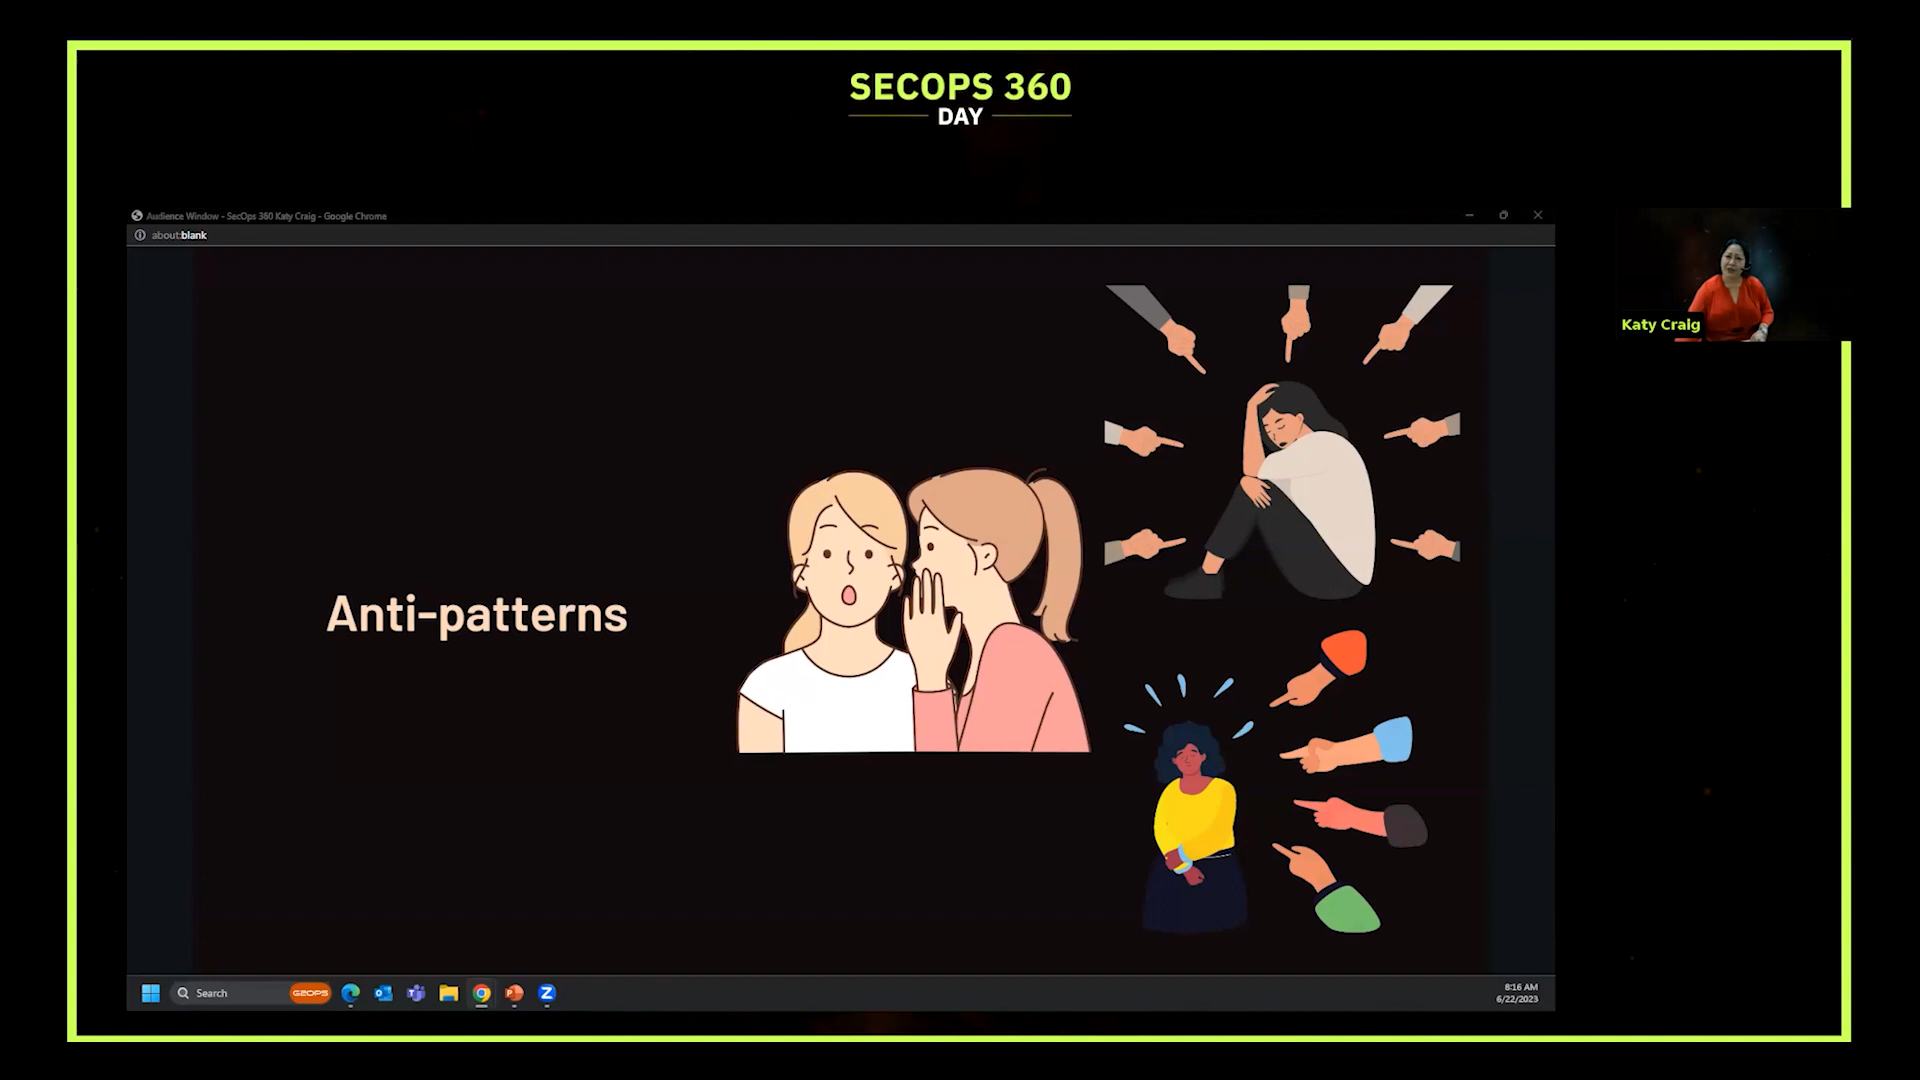 SECOPS 360
DAY
Audience Window - SecOps 360 Katy Craig - Google Chrome
about:blank
Katy Craig
Anti-patterns
Search
8:16 AM
6/22/2023